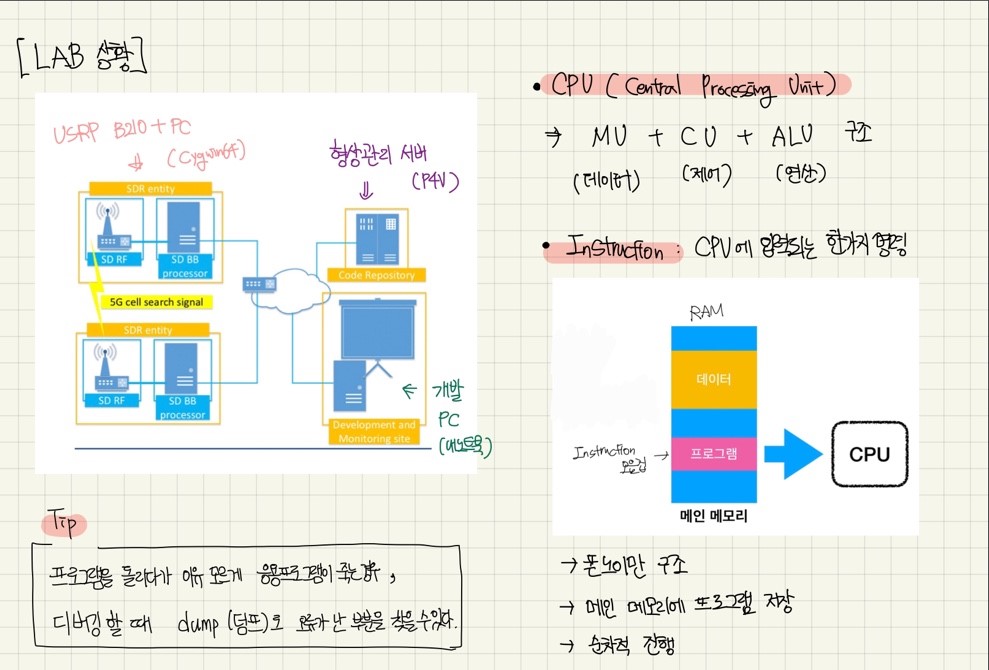 [LAB 상황]
USRP B210 + PC
⇓ (Cygwin64)
형상관리 서버
(P4V)
⇓
SDR entity
SD RF
SD BB
processor
Code Repository
5G cell search signal
SDR entity
SD RF
SD BB
processor
Development and
Monitoring site
← 개발
PC
(내노트북)
Tip
프로그램을 돌리다가 이유 모르게 응용프로그램이 죽는 경우,
디버깅할 때 dump (덤프)로 오류가 난 부분을 찾을 수 있다.
• CPU ( Central Processing Unit )
⇒ MU + CU + ALU 구조
(데이터) (제어) (연산)
• Instruction : CPU에 입력되는 한가지 명령
RAM
데이터
Instruction
모음집
→ 프로그램
CPU
메인 메모리
→ 폰노이만 구조
→ 메인 메모리에 프로그램 저장
→ 순차적 진행